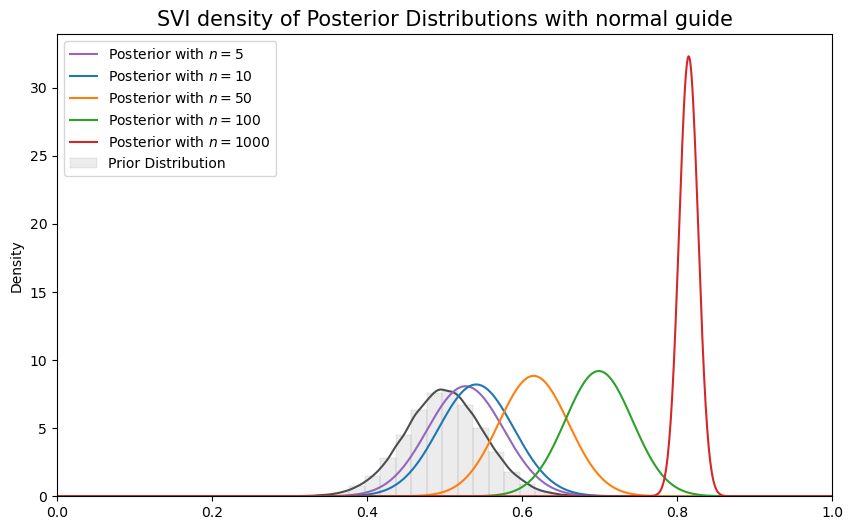 SVI density of Posterior Distributions with normal guide
Posterior with n = 5
Posterior with n = 10
Posterior with n = 50
Posterior with n = 100
Posterior with n = 1000
Prior Distribution
Density
30
25
20
15
10
5
0
0.0 0.2 0.4 0.6 0.8 1.0